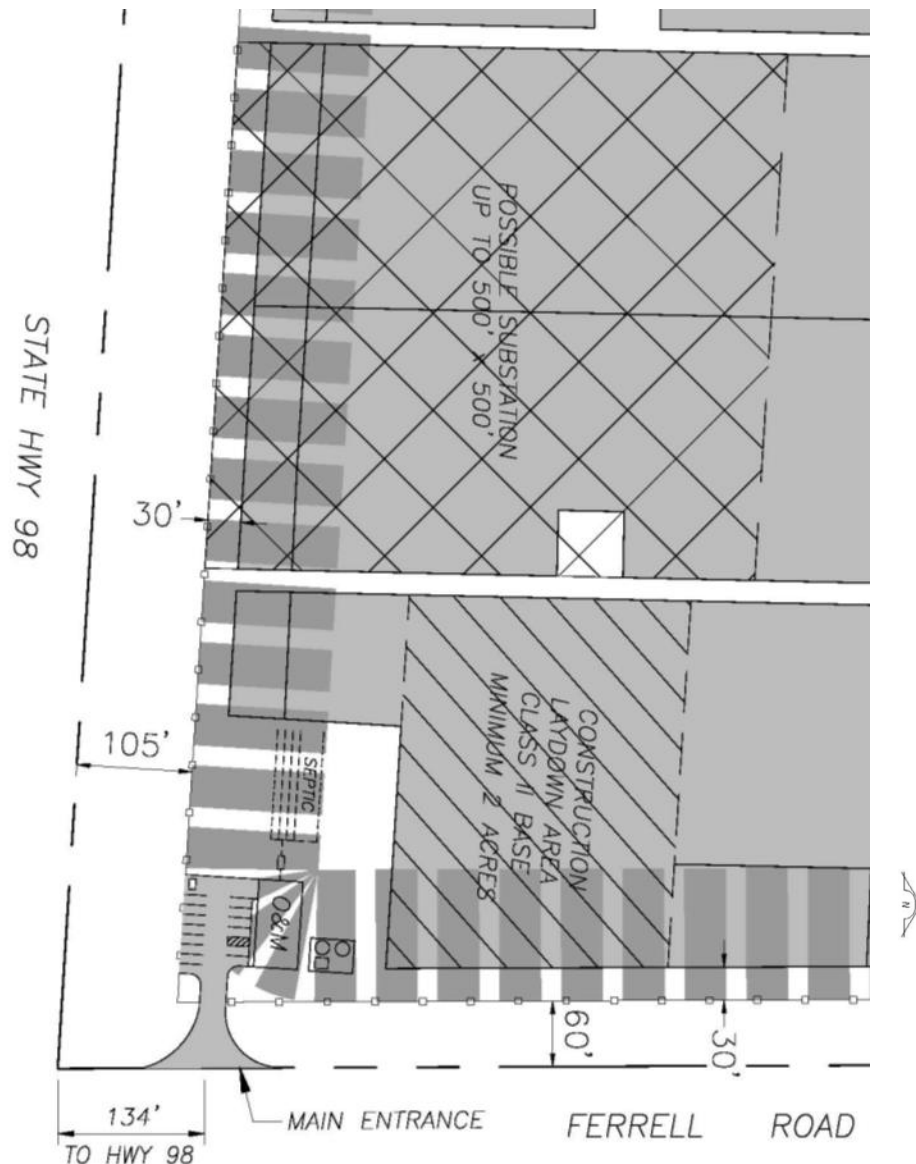 POSSIBLE SUBSTATION
UP TO 500' x 500'
STATE HWY 98
30'
105'
CONSTRUCTION
LAYDOWN AREA
CLASS II BASE
MINIMUM 2 ACRES
SEPTIC
O&M
N
60'
30'
134'
TO HWY 98
MAIN ENTRANCE
FERRELL ROAD